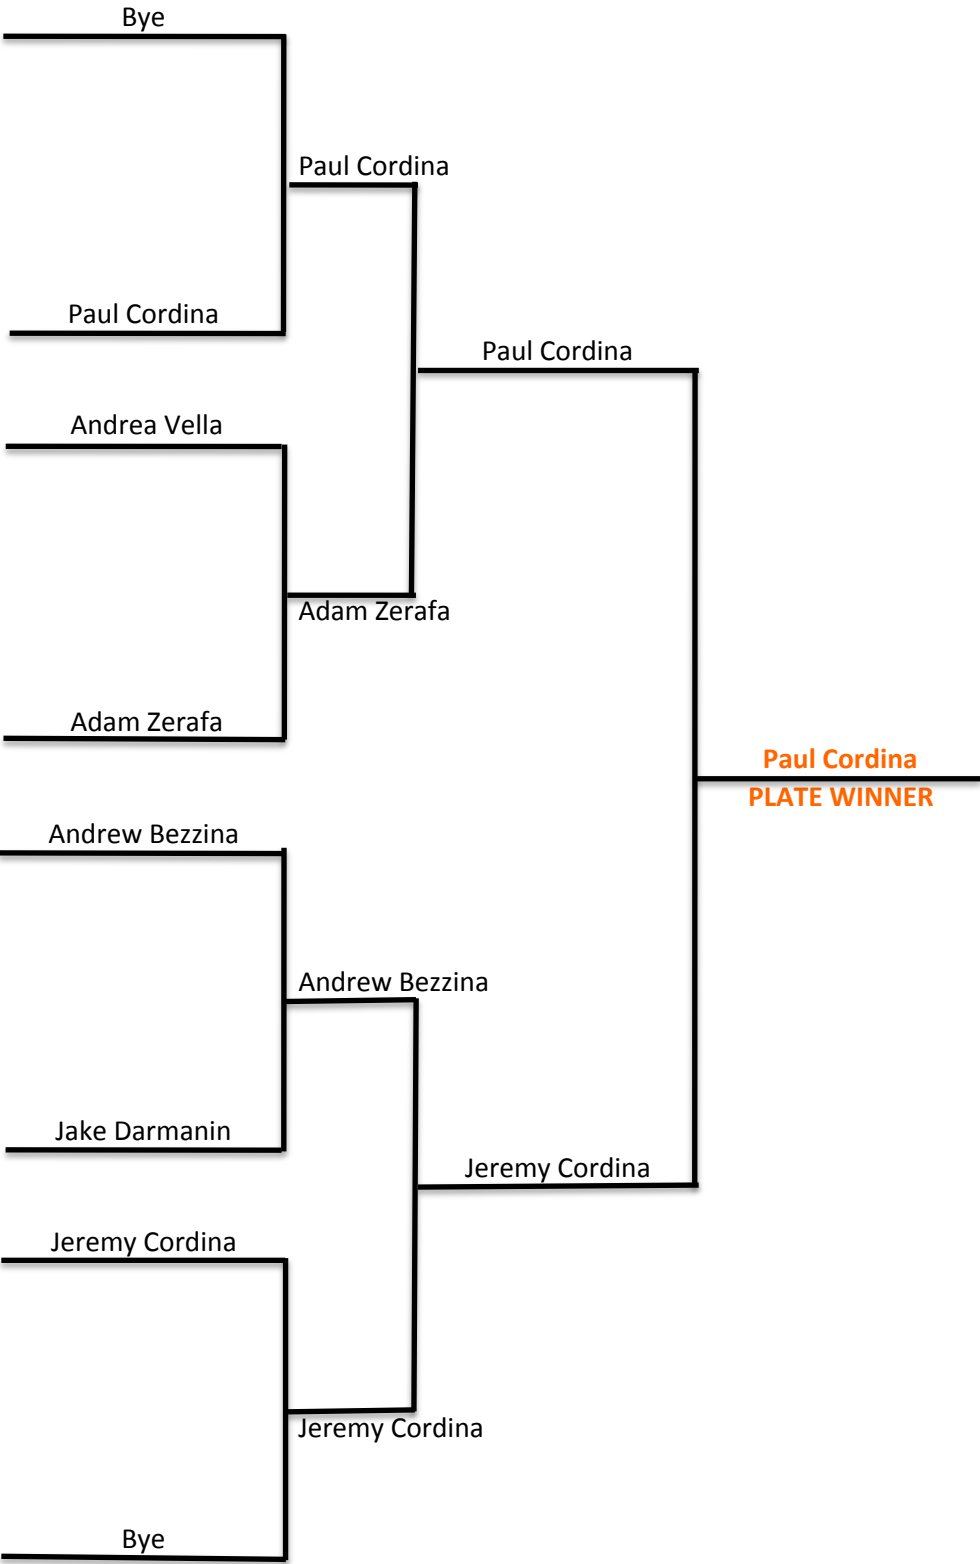 Bye
Paul Cordina
Paul Cordina
Paul Cordina
Andrea Vella
Adam Zerafa
Adam Zerafa
Paul Cordina
PLATE WINNER
Andrew Bezzina
Andrew Bezzina
Jake Darmanin
Jeremy Cordina
Jeremy Cordina
Jeremy Cordina
Bye